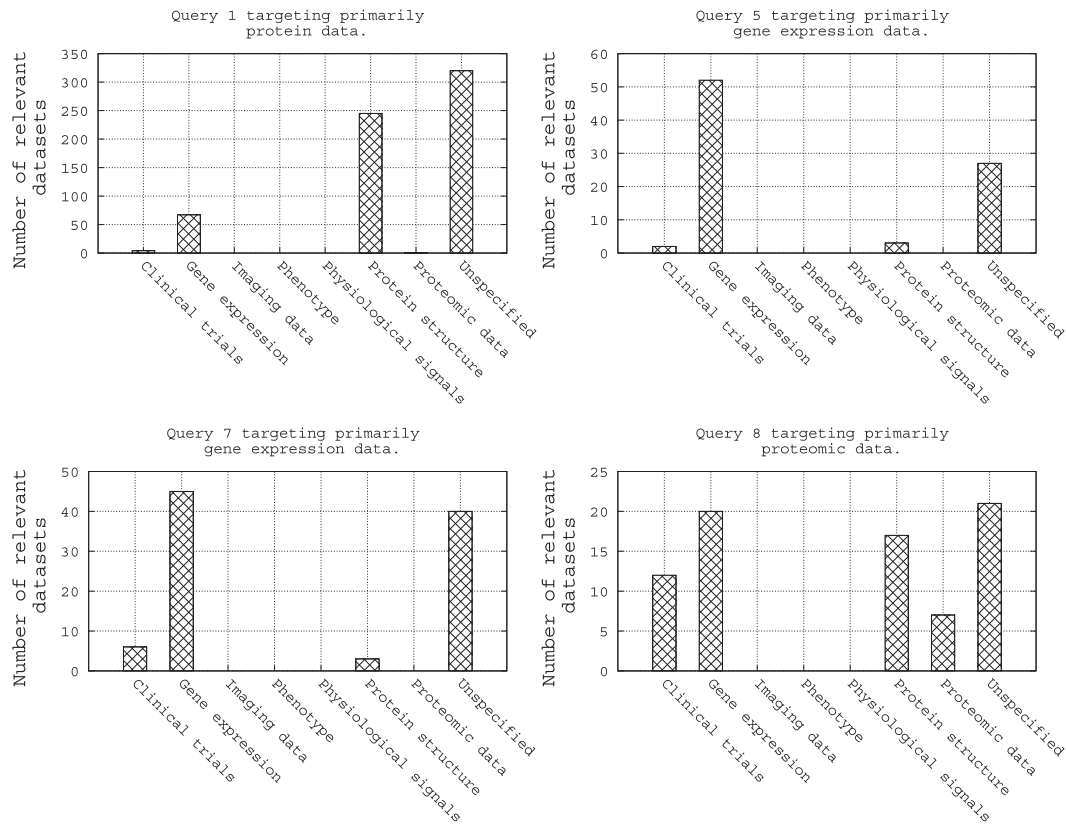 Query 1 targeting primarily
protein data.
Number of relevant
datasets
350
300
250
200
150
100
50
0
Clinical trials
Gene expression
Imaging data
Phenotype
Physiological signals
Protein structure
Proteomic data
Unspecified
Query 5 targeting primarily
gene expression data.
Number of relevant
datasets
60
50
40
30
20
10
0
Clinical trials
Gene expression
Imaging data
Phenotype
Physiological signals
Protein structure
Proteomic data
Unspecified
Query 7 targeting primarily
gene expression data.
Number of relevant
datasets
50
40
30
20
10
0
Clinical trials
Gene expression
Imaging data
Phenotype
Physiological signals
Protein structure
Proteomic data
Unspecified
Query 8 targeting primarily
proteomic data.
Number of relevant
datasets
25
20
15
10
5
0
Clinical trials
Gene expression
Imaging data
Phenotype
Physiological signals
Protein structure
Proteomic data
Unspecified